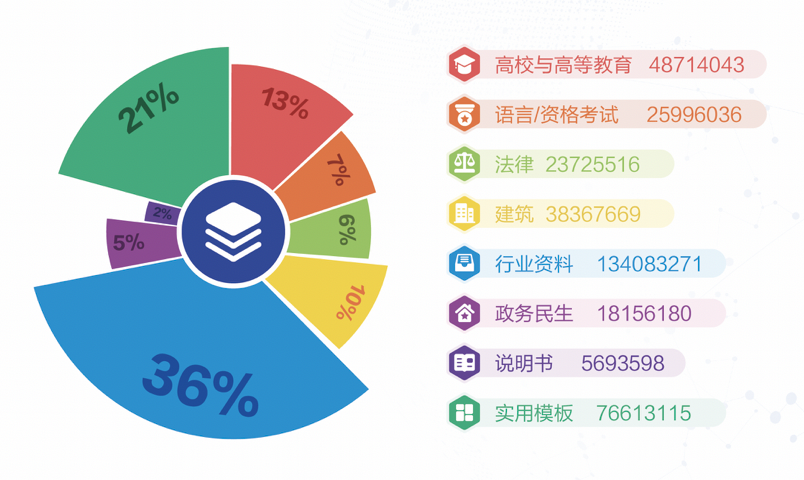 21%
13%
7%
6%
10%
36%
5%
2%
高校与高等教育 48714043
语言/资格考试 25996036
法律 23725516
建筑 38367669
行业资料 134083271
政务民生 18156180
说明书 5693598
实用模板 76613115